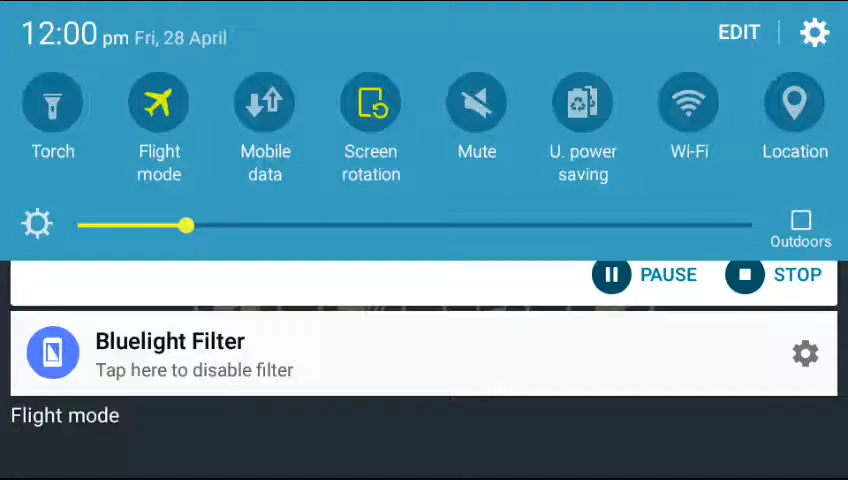 12:00 pm Fri, 28 April
EDIT
Torch
Flight mode
Mobile data
Screen rotation
Mute
U. power saving
Wi-Fi
Location
Outdoors
PAUSE
STOP
Bluelight Filter
Tap here to disable filter
Flight mode